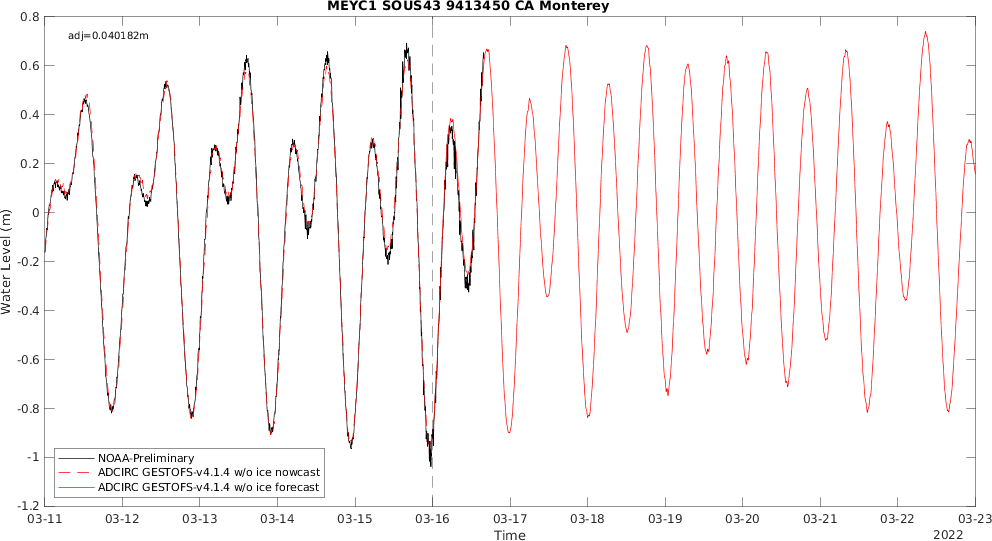 MEYC1 SOUS43 9413450 CA Monterey
adj=0.040182m
Water Level (m)
0.8
0.6
0.4
0.2
0
-0.2
-0.4
-0.6
-0.8
-1
-1.2
NOAA-Preliminary
ADCIRC GESTOFS-v4.1.4 w/o ice nowcast
ADCIRC GESTOFS-v4.1.4 w/o ice forecast
03-11 03-12 03-13 03-14 03-15 03-16 03-17 03-18 03-19 03-20 03-21 03-22 03-23
Time
2022